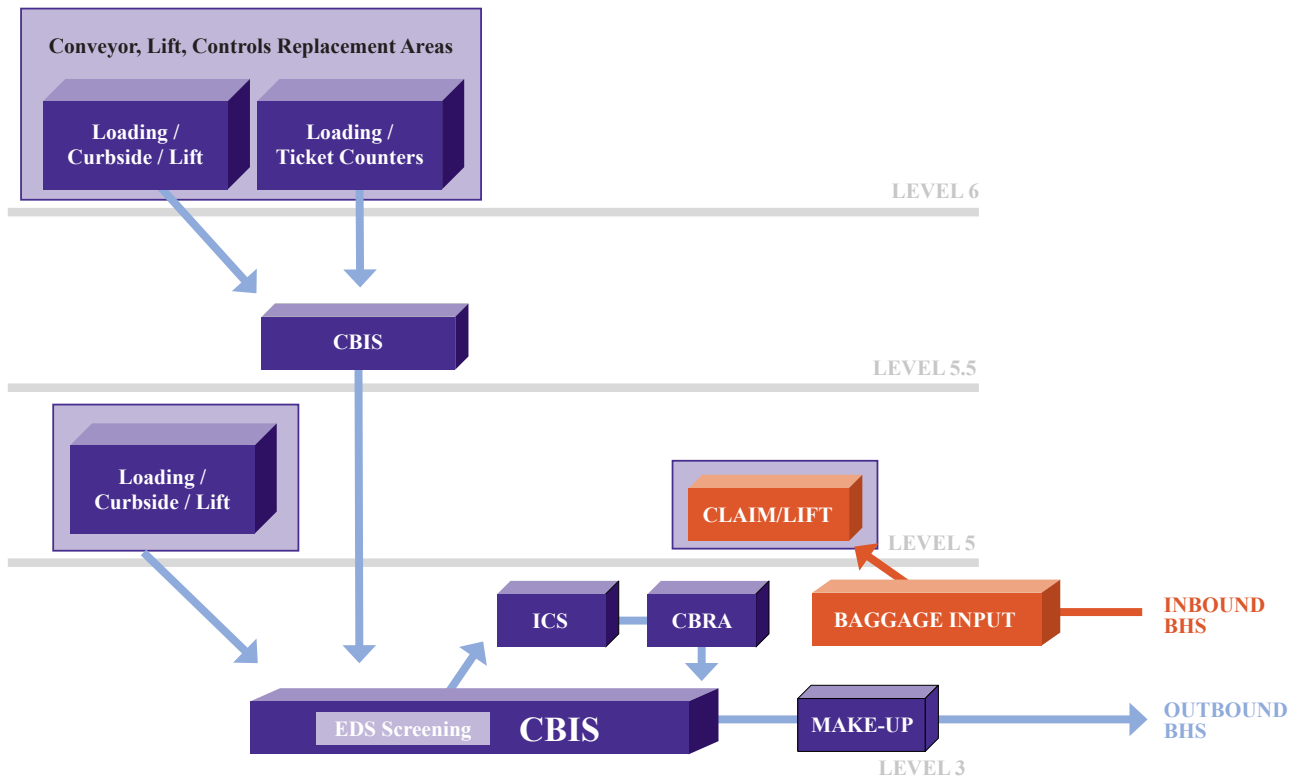 Conveyor, Lift, Controls Replacement Areas
Loading /
Curbside / Lift
Loading /
Ticket Counters
LEVEL 6
CBIS
LEVEL 5.5
Loading /
Curbside / Lift
CLAIM/LIFT
LEVEL 5
ICS
CBRA
BAGGAGE INPUT
INBOUND
BHS
EDS Screening
CBIS
MAKE-UP
OUTBOUND
BHS
LEVEL 3